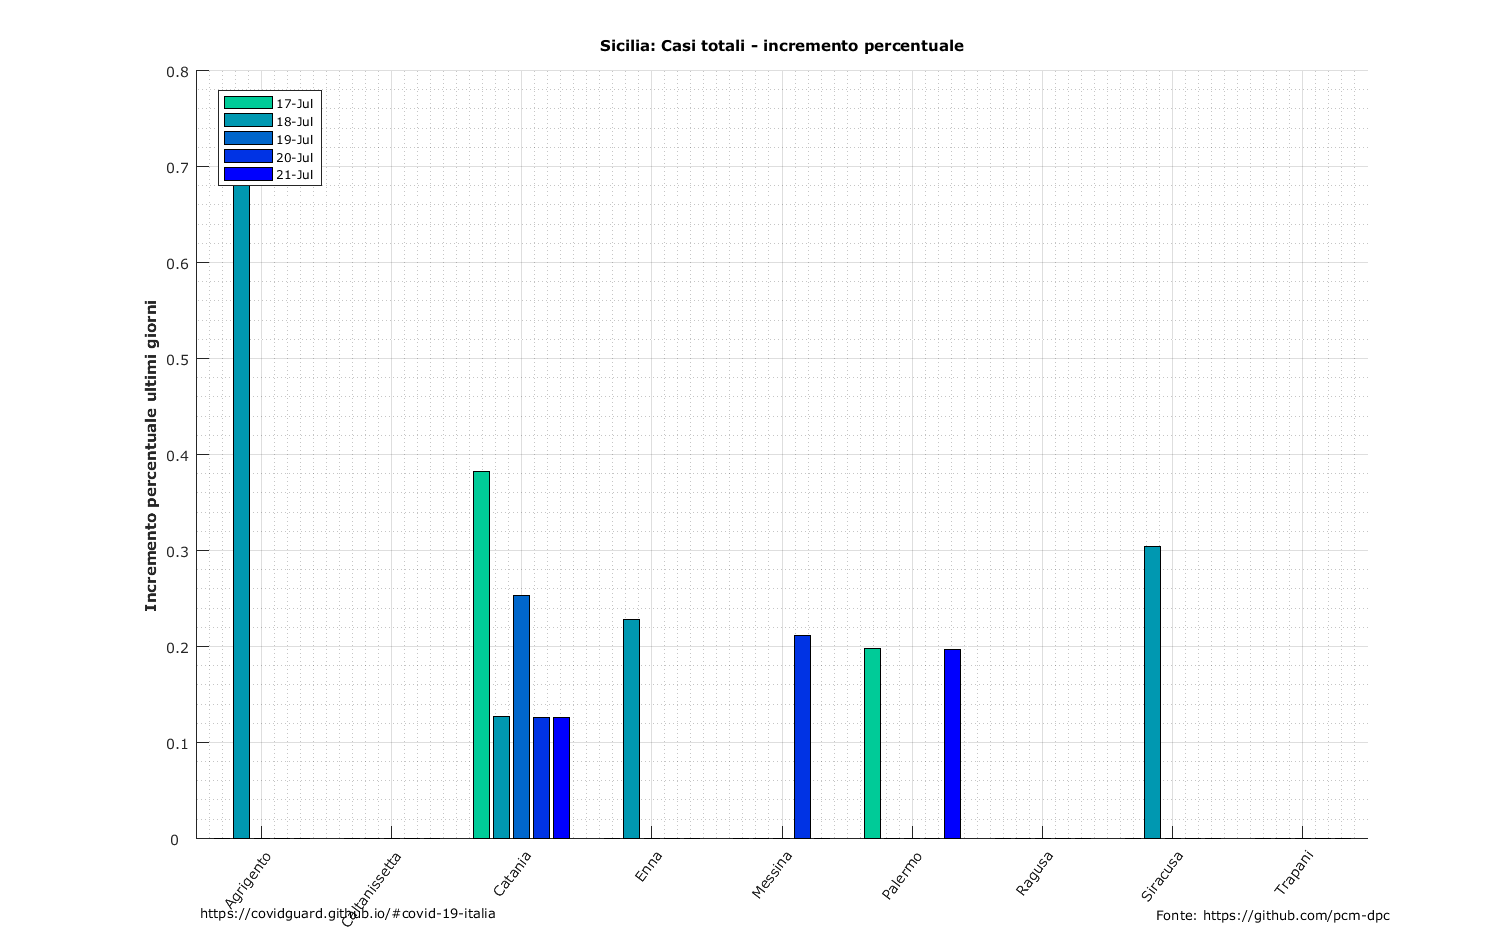 Sicilia: Casi totali - incremento percentuale
Incremento percentuale ultimi giorni
0.8
0.7
0.6
0.5
0.4
0.3
0.2
0.1
0
17-Jul
18-Jul
19-Jul
20-Jul
21-Jul
Agrigento
Caltanissetta
Catania
Enna
Messina
Palermo
Ragusa
Siracusa
Trapani
https://covidguard.github.io/#covid-19-italia
Fonte: https://github.com/pcm-dpc